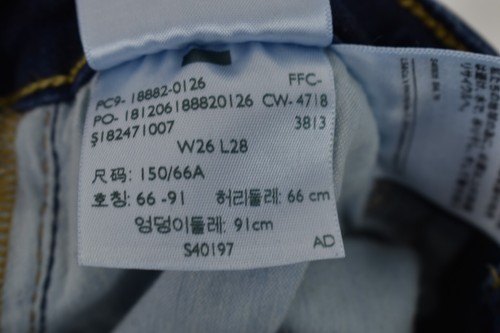 PC9- 18882-0126 FFC-
PO- 181206188820126 CW- 4718
S182471007 3813
W26 L28
尺码: 150/66A
호칭: 66 -91 허리둘레: 66 cm
엉덩이둘레: 91cm
S40197 AD